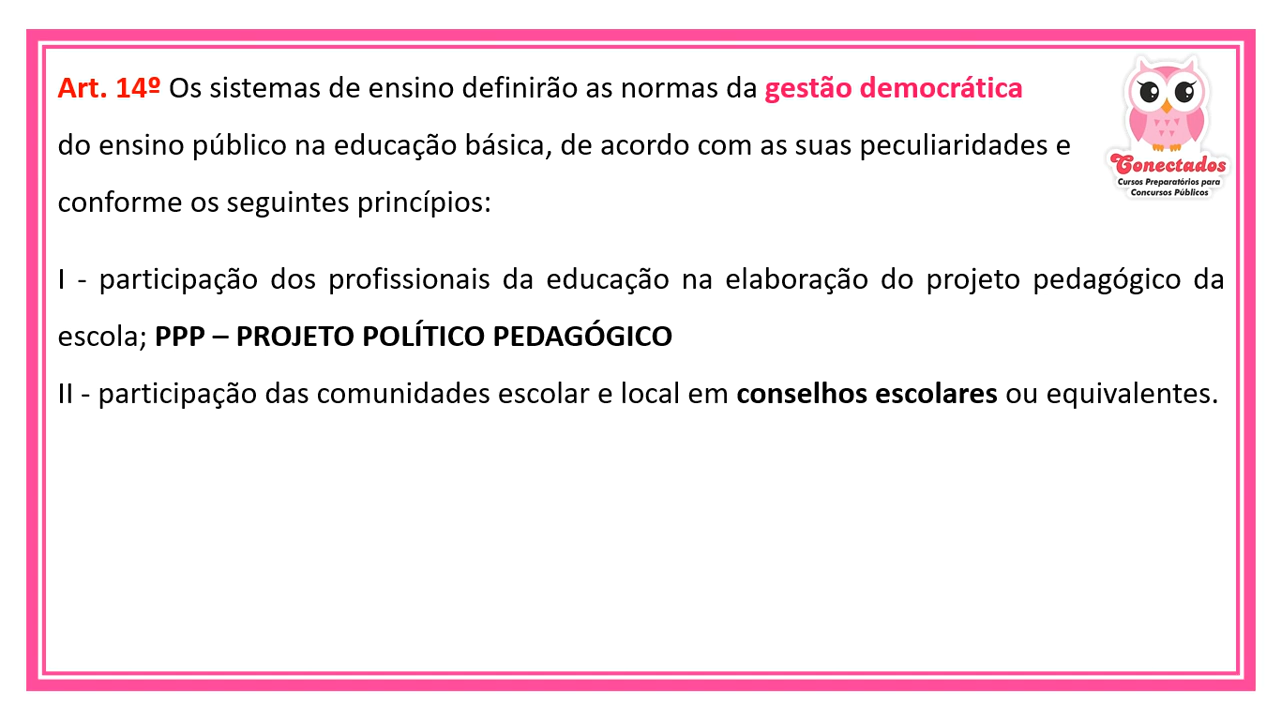 Art. 14º Os sistemas de ensino definirão as normas da gestão democrática
do ensino público na educação básica, de acordo com as suas peculiaridades e
conforme os seguintes princípios:
Conectados
Cursos Preparatórios para
Concursos Públicos
I - participação dos profissionais da educação na elaboração do projeto pedagógico da
escola; PPP – PROJETO POLÍTICO PEDAGÓGICO
II - participação das comunidades escolar e local em conselhos escolares ou equivalentes.